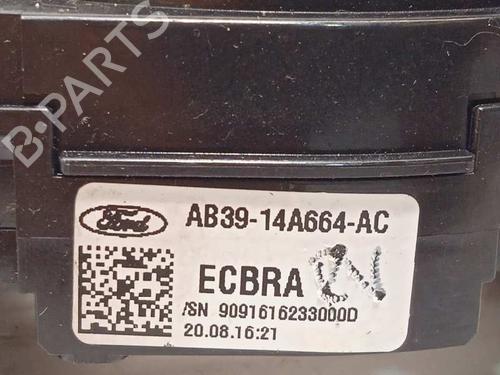 B-PARTS
Ford
AB39-14A664-AC
ECBRA
/SN 9091616233000D
20.08.16:21